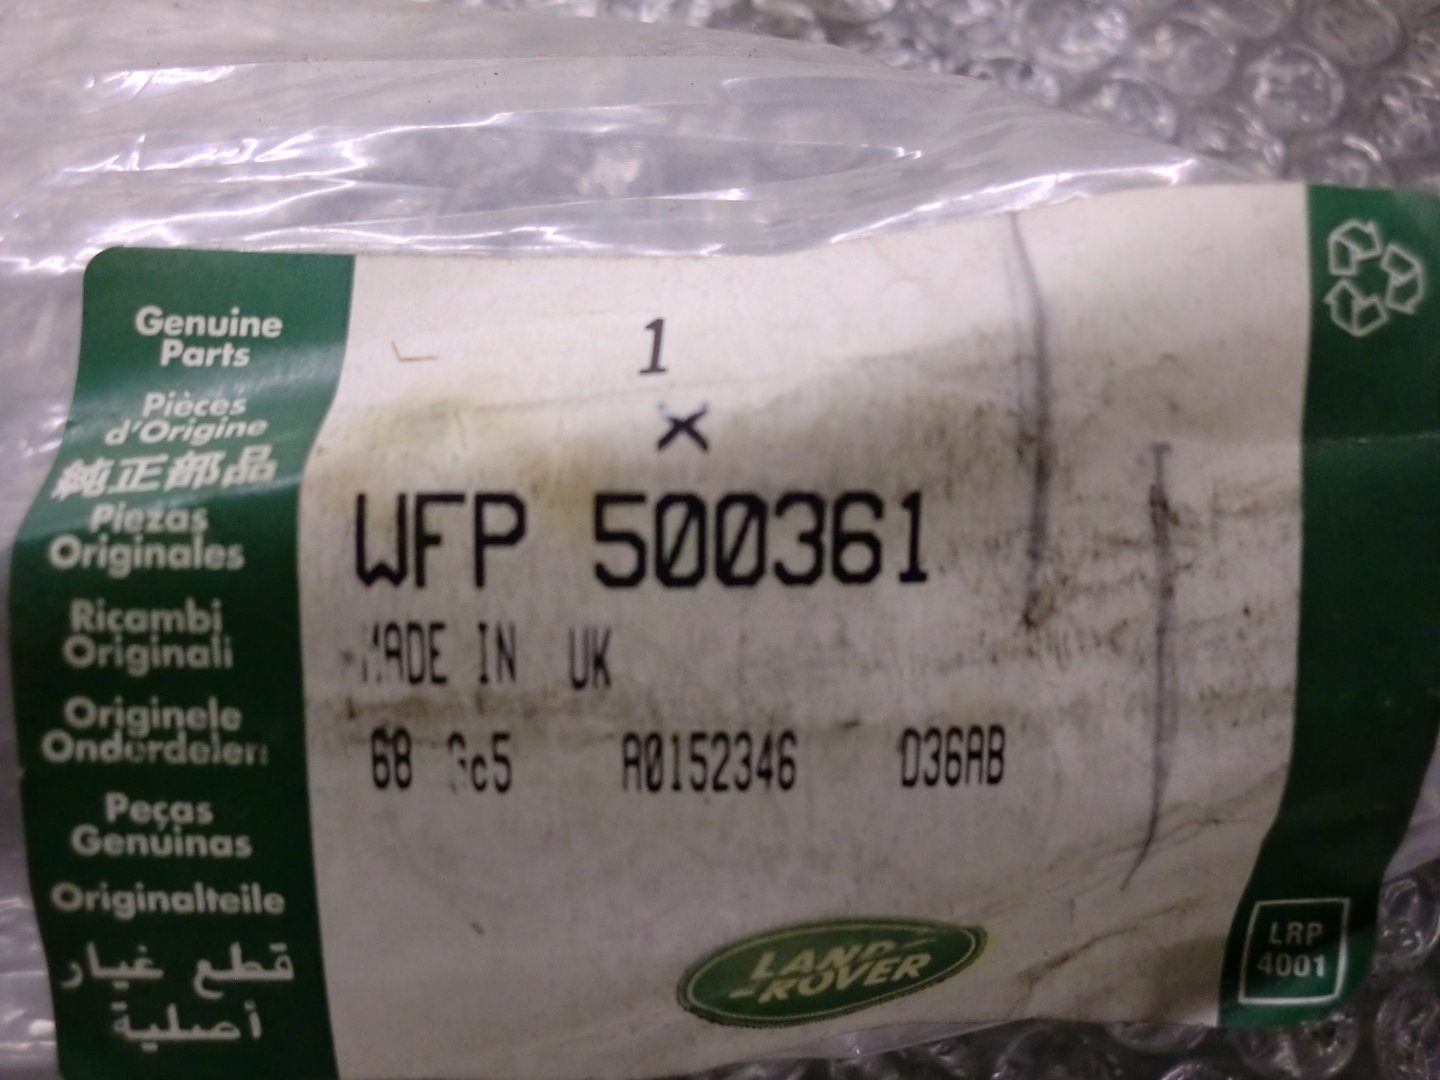 Genuine
Parts
Pièces
d'Origine
純正部品
Piezas
Originales
Ricambi
Originali
Originele
Onderdelen
Peças
Genuinas
Originalteile
قطع غيار
أصلية
1
×
WFP 500361
MADE IN UK
68 A0152346 D36AB
LAND
ROVER
LRP
4001